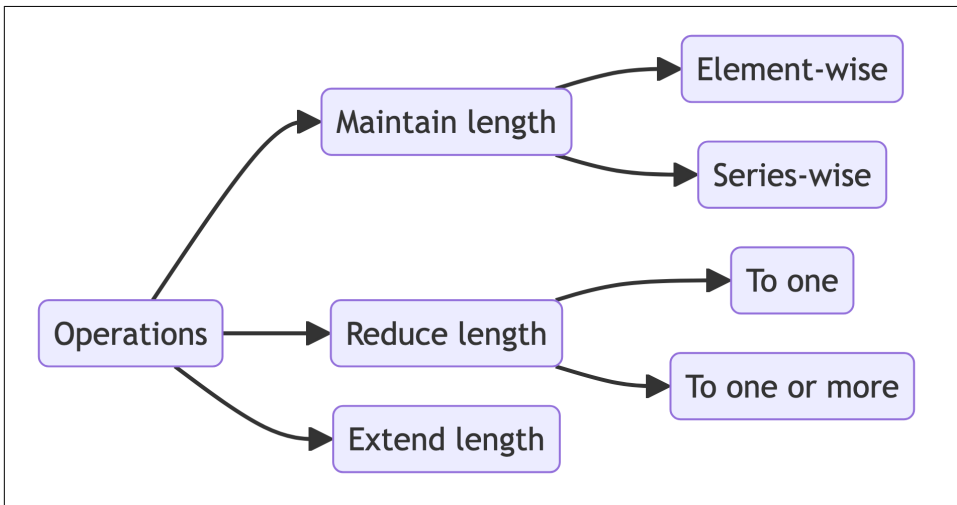 Operations
Maintain length
Element-wise
Series-wise
Reduce length
To one
To one or more
Extend length